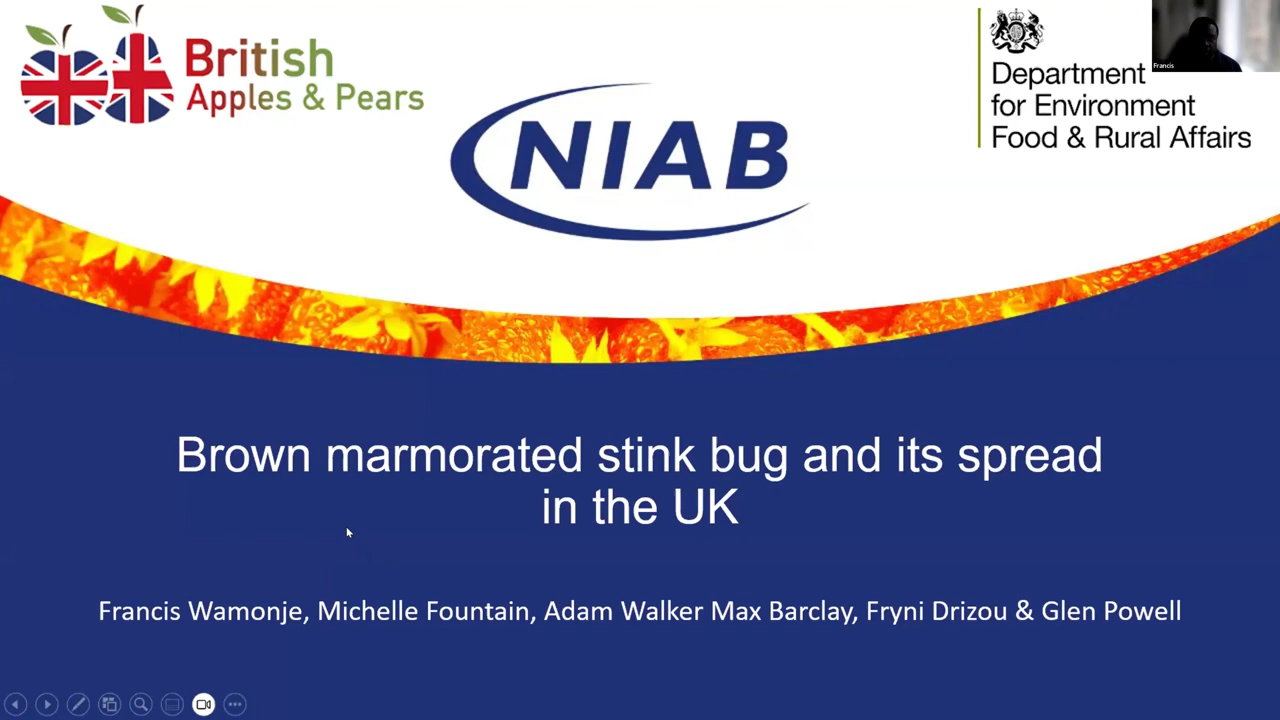 British
Apples & Pears
NIAB
Department
for Environment
Food & Rural Affairs
Francis
Brown marmorated stink bug and its spread
in the UK
Francis Wamonje, Michelle Fountain, Adam Walker Max Barclay, Fryni Drizou & Glen Powell